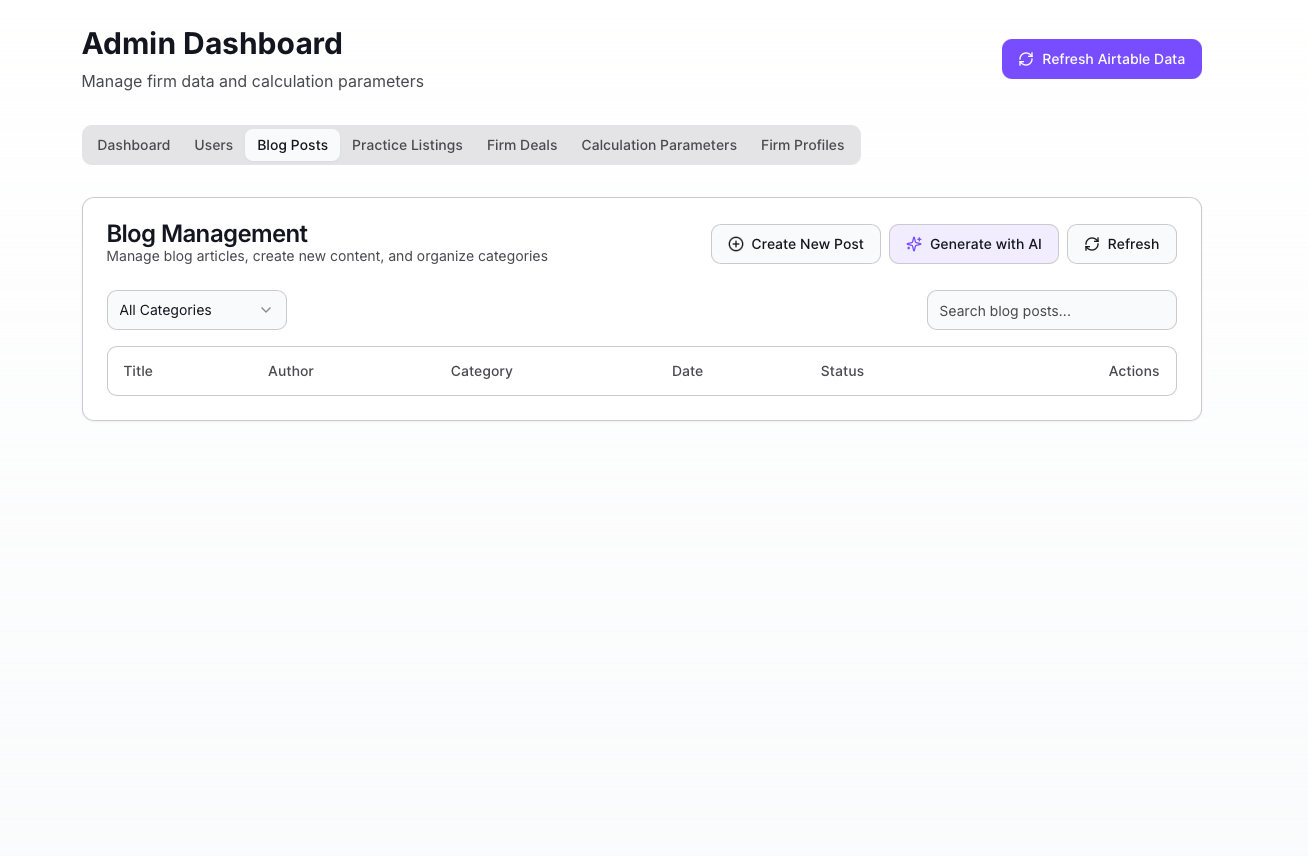 Admin Dashboard
Manage firm data and calculation parameters
Refresh Airtable Data
Dashboard Users Blog Posts Practice Listings Firm Deals Calculation Parameters Firm Profiles
Blog Management
Manage blog articles, create new content, and organize categories
Create New Post Generate with AI Refresh
All Categories Search blog posts...
Title Author Category Date Status Actions